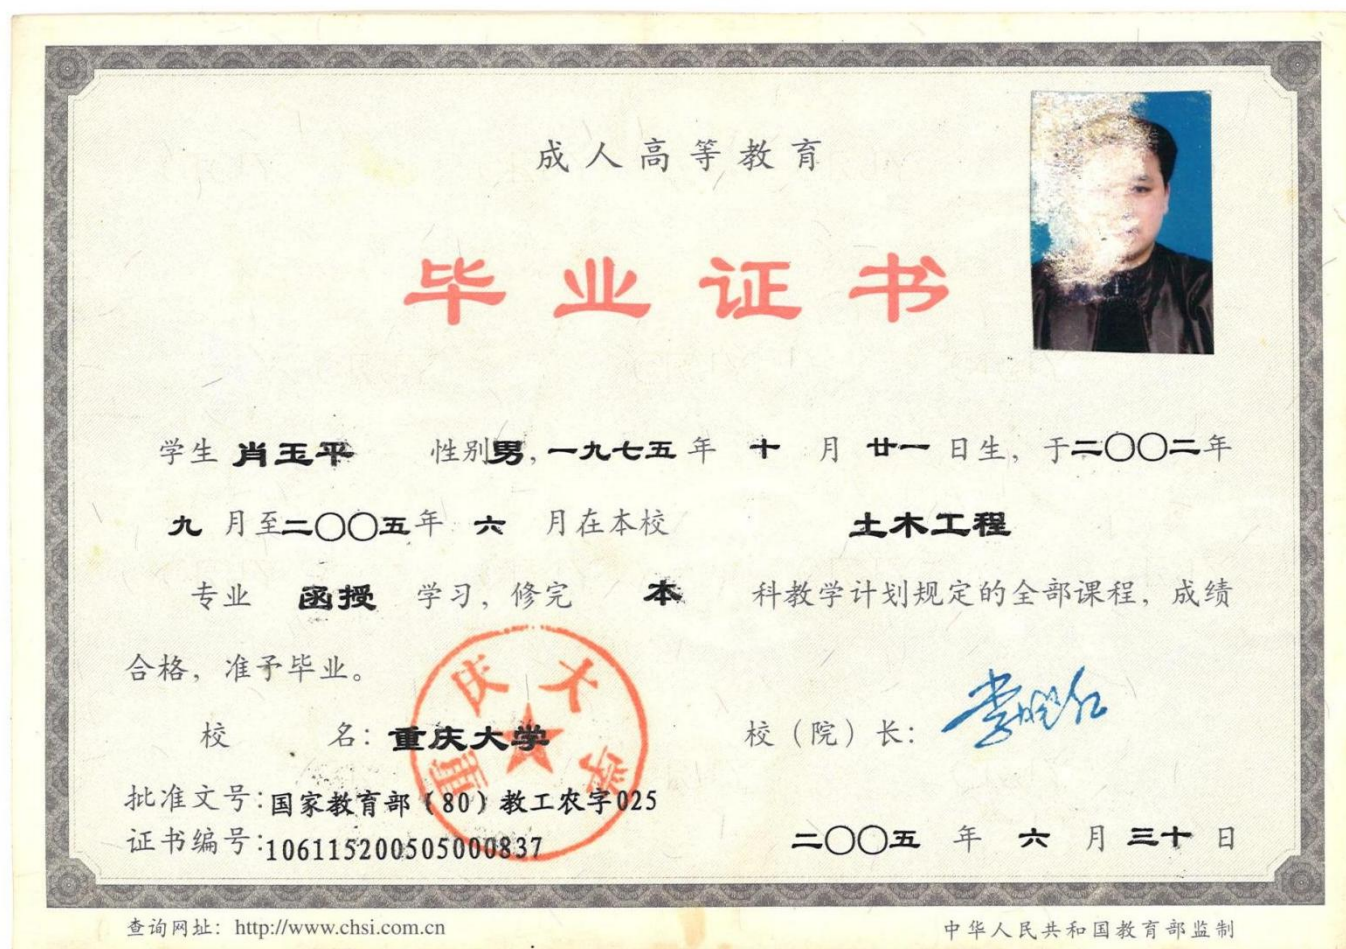 成人高等教育
毕业证书
学生 肖玉平 性别男，一九七五年 十 月 廿一 日生，于二〇〇二年
九 月至二〇〇五年 六 月在本校 土木工程
专业 函授 学习，修完 本 科教学计划规定的全部课程，成绩
合格，准予毕业。
校 名：重庆大学 校（院）长：
重庆大学
批准文号：国家教育部（80）教工农字025
证书编号：106115200505000837
二〇〇五 年 六 月 三十 日
查询网址：http://www.chsi.com.cn 中华人民共和国教育部监制